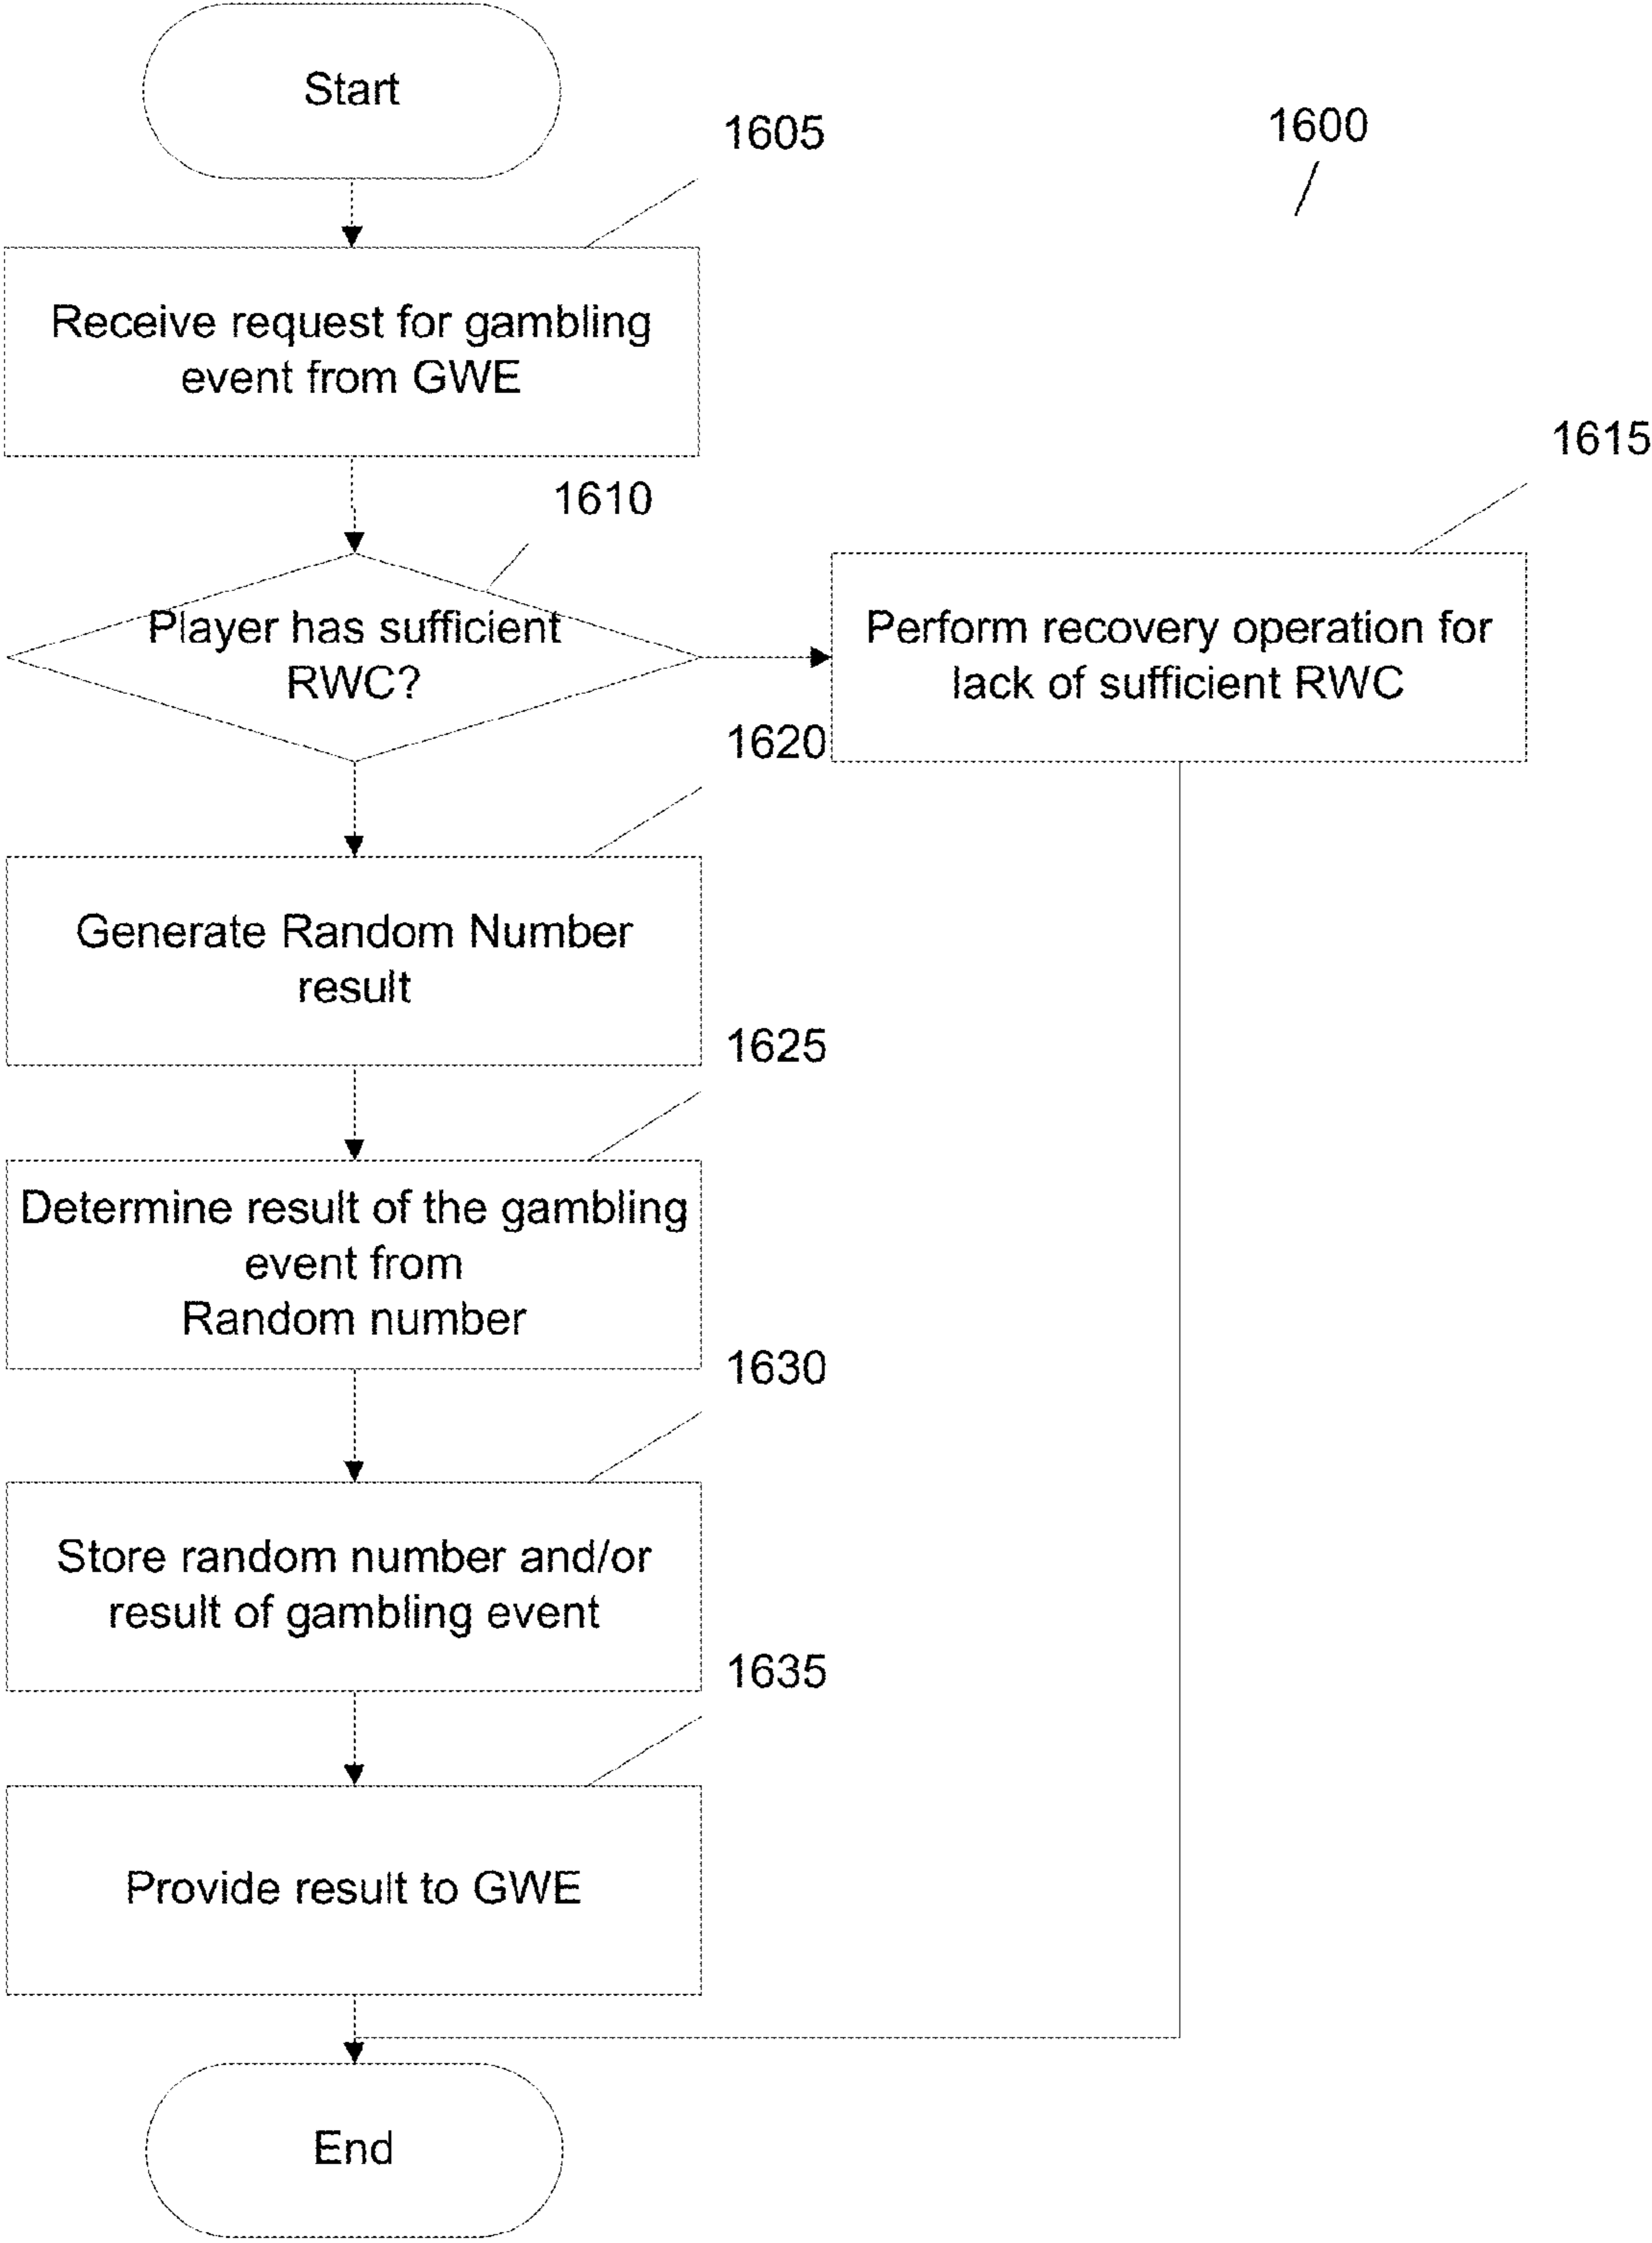 Start
1605
1600
Receive request for gambling
event from GWE
1615
1610
Player has sufficient
RWC?
Perform recovery operation for
lack of sufficient RWC
1620
Generate Random Number
result
1625
Determine result of the gambling
event from
Random number
1630
Store random number and/or
result of gambling event
1635
Provide result to GWE
End